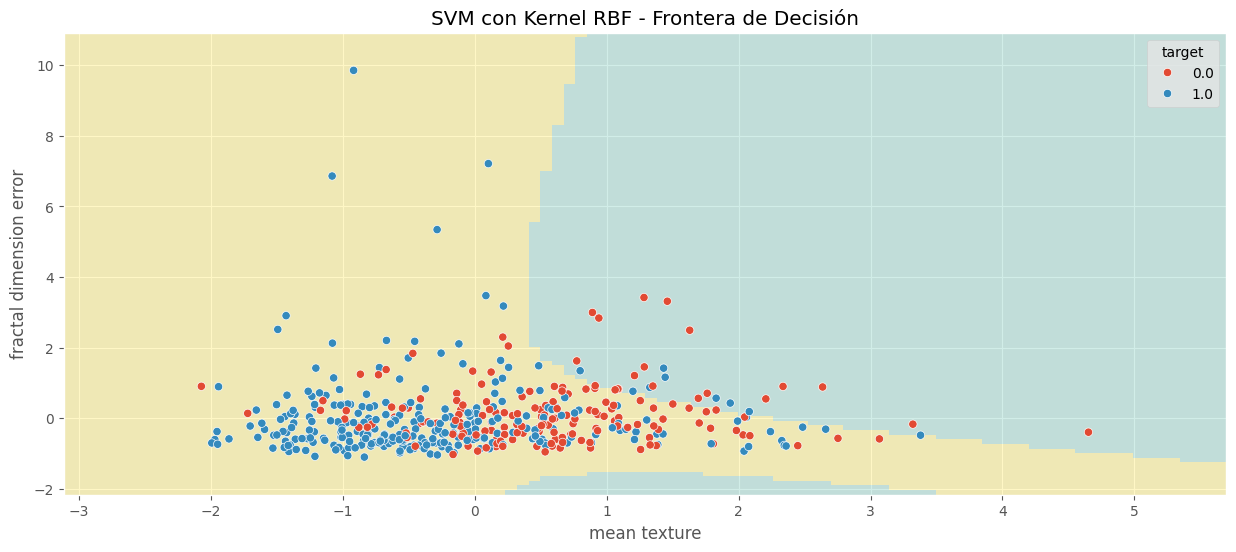 SVM con Kernel RBF - Frontera de Decisión
target
0.0
1.0
10
8
6
4
2
0
−2
fractal dimension error
−3 −2 −1 0 1 2 3 4 5
mean texture